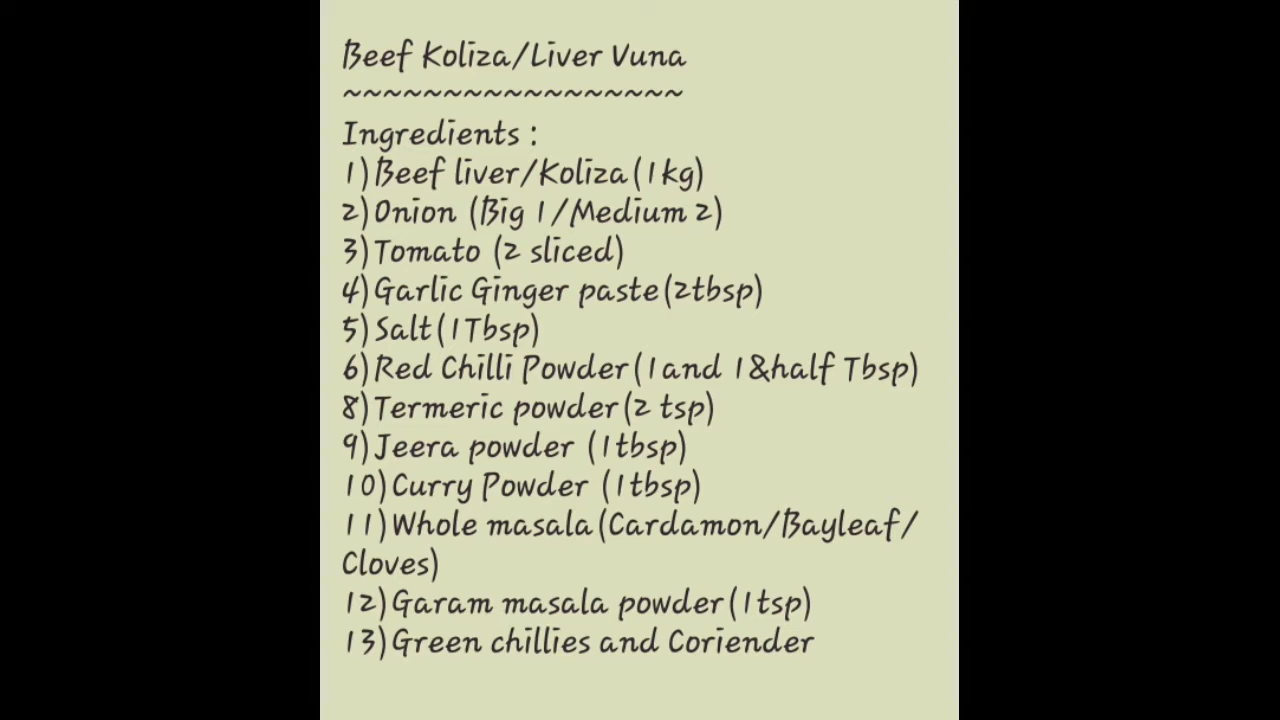 Beef Koliza/Liver Vuna
~~~~~~~~~~~~~~~~~
Ingredients :
1)Beef liver/Koliza(1kg)
2)Onion (Big 1/Medium 2)
3)Tomato (2 sliced)
4)Garlic Ginger paste(2tbsp)
5)Salt(1Tbsp)
6)Red Chilli Powder(1and 1&half Tbsp)
8)Termeric powder(2 tsp)
9)Jeera powder (1tbsp)
10)Curry Powder (1tbsp)
11)Whole masala(Cardamon/Bayleaf/
Cloves)
12)Garam masala powder(1tsp)
13)Green chillies and Coriender